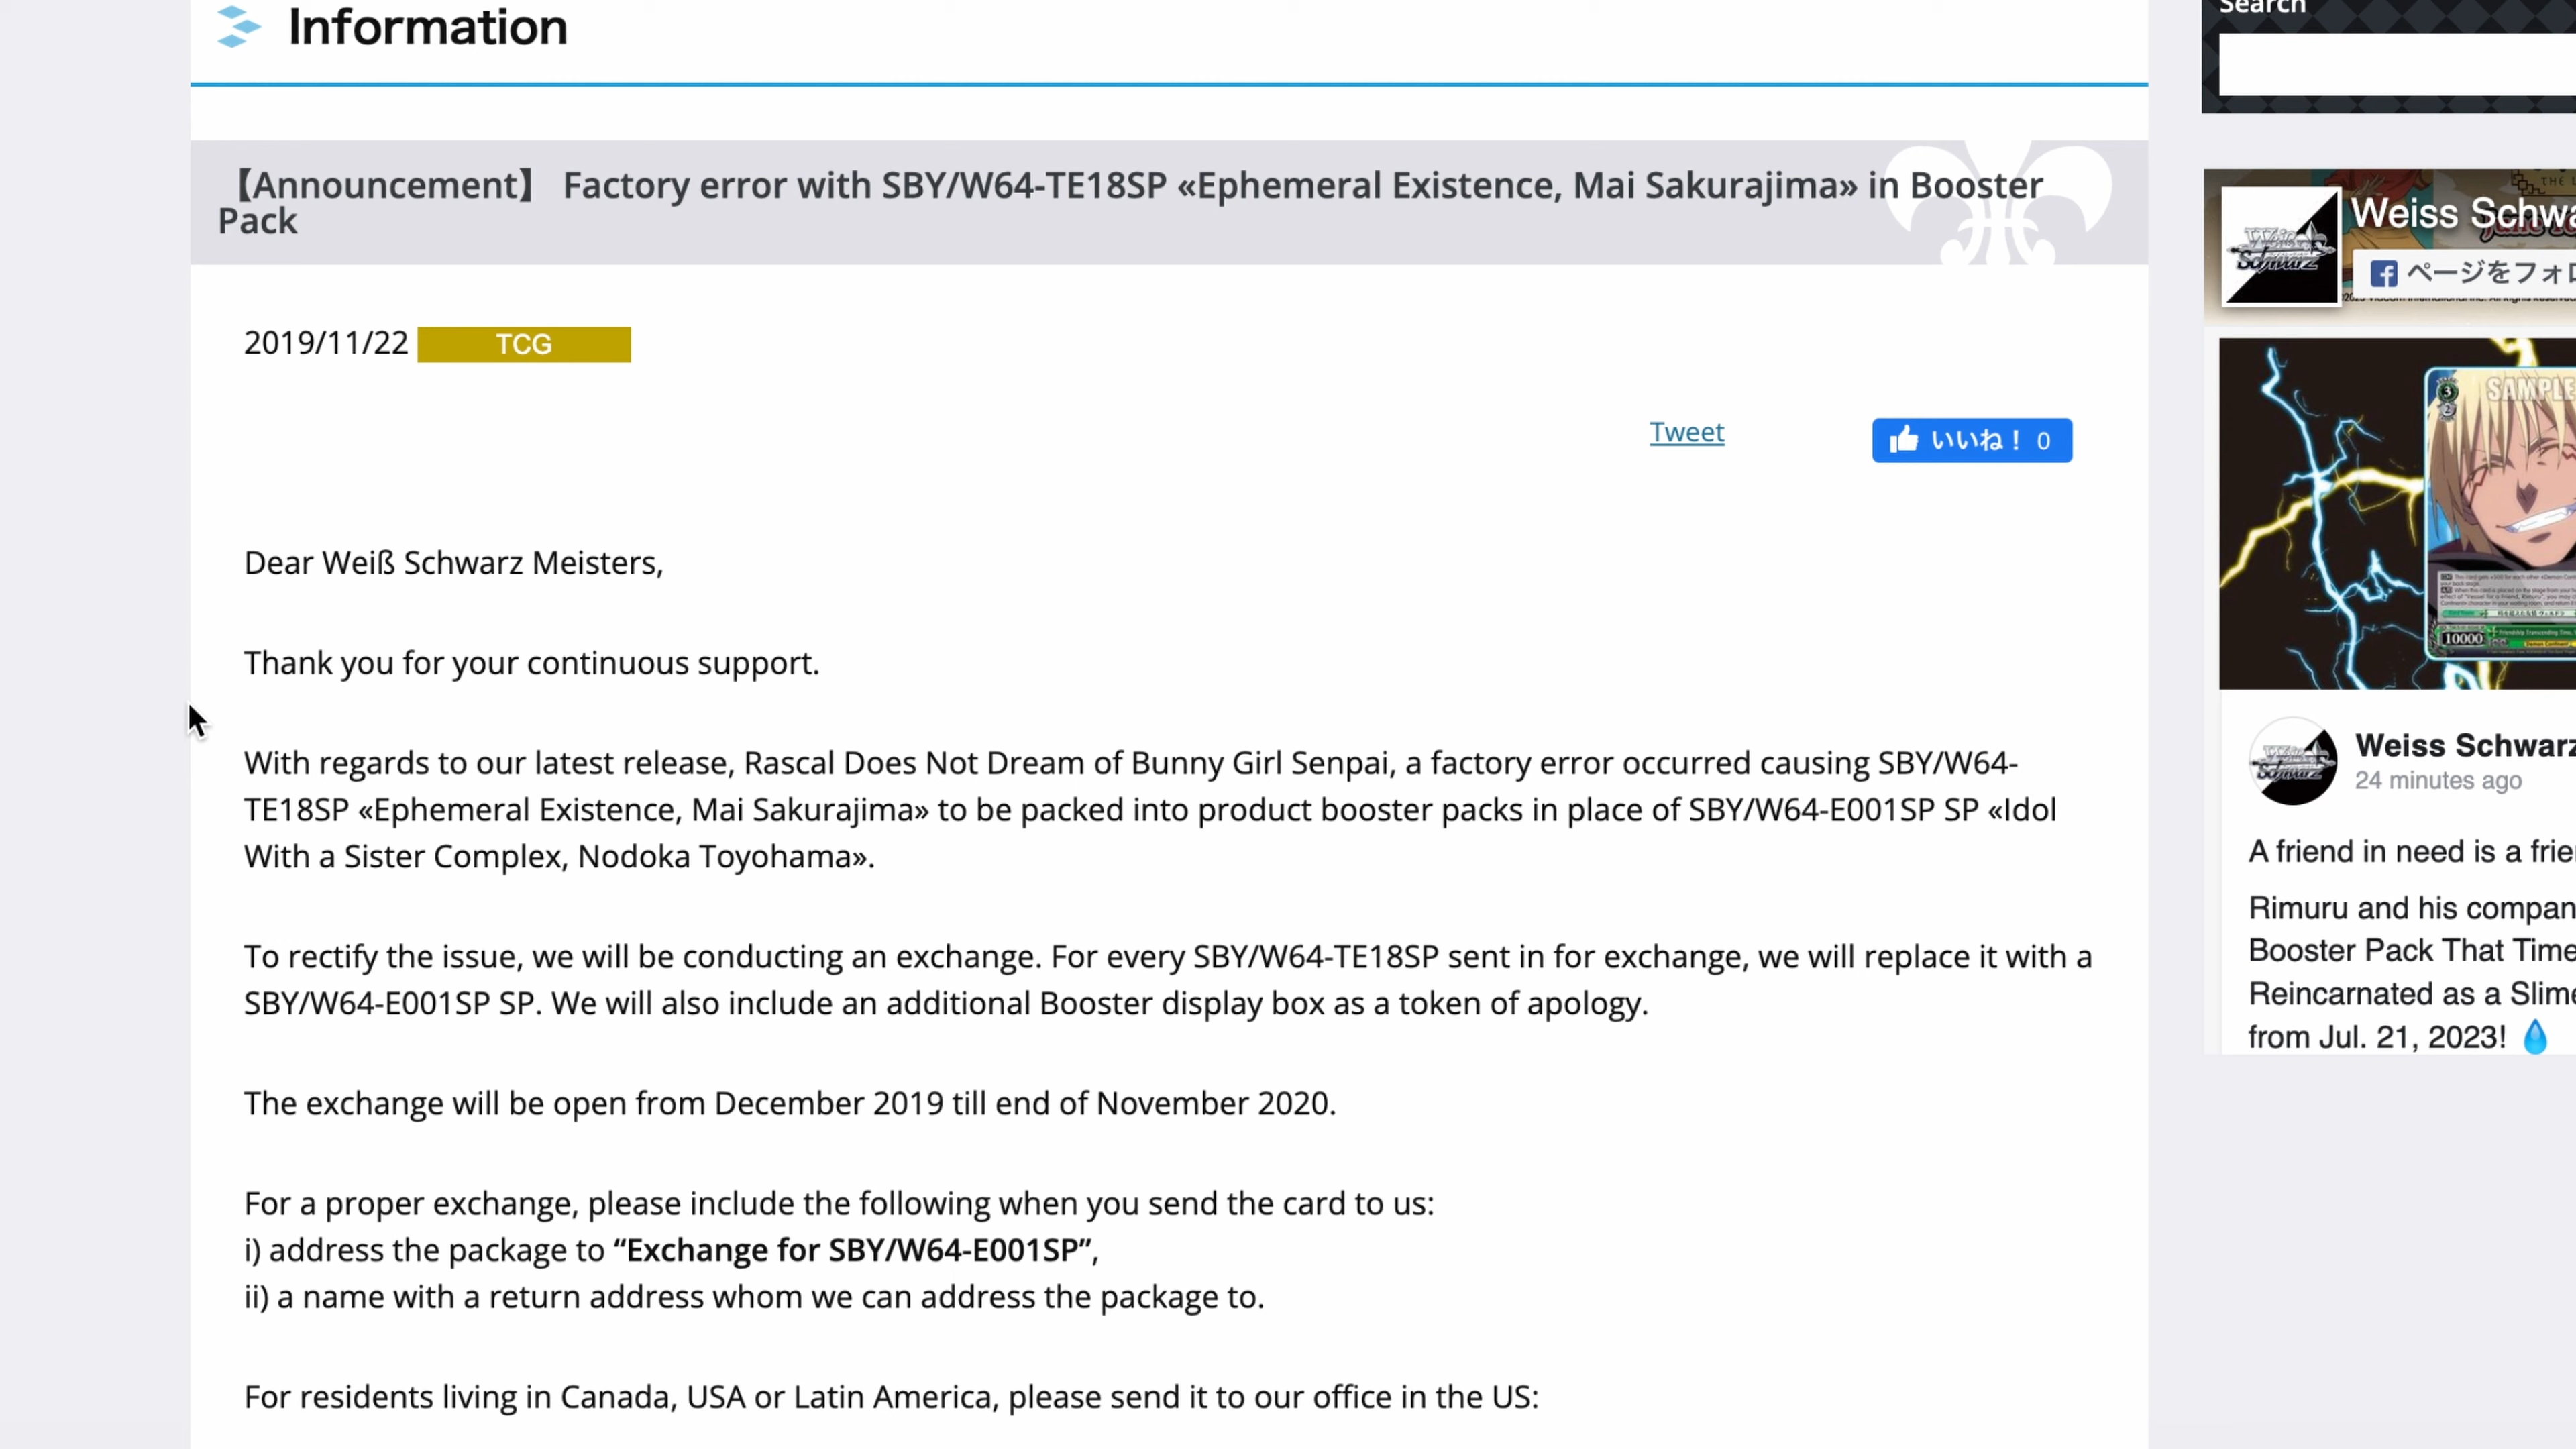 Information
Search
【Announcement】 Factory error with SBY/W64-TE18SP «Ephemeral Existence, Mai Sakurajima» in Booster
Pack
2019/11/22 TCG
Tweet
いいね！ 0
Dear Weiß Schwarz Meisters,
Thank you for your continuous support.
With regards to our latest release, Rascal Does Not Dream of Bunny Girl Senpai, a factory error occurred causing SBY/W64-
TE18SP «Ephemeral Existence, Mai Sakurajima» to be packed into product booster packs in place of SBY/W64-E001SP SP «Idol
With a Sister Complex, Nodoka Toyohama».
To rectify the issue, we will be conducting an exchange. For every SBY/W64-TE18SP sent in for exchange, we will replace it with a
SBY/W64-E001SP SP. We will also include an additional Booster display box as a token of apology.
The exchange will be open from December 2019 till end of November 2020.
For a proper exchange, please include the following when you send the card to us:
i) address the package to “Exchange for SBY/W64-E001SP”,
ii) a name with a return address whom we can address the package to.
For residents living in Canada, USA or Latin America, please send it to our office in the US:
Weiss Schwa
ページをフォロ
SAMPLE
3
2
10000
Weiss Schwarz
24 minutes ago
A friend in need is a frie
Rimuru and his compan
Booster Pack That Time
Reincarnated as a Slime
from Jul. 21, 2023! 💧